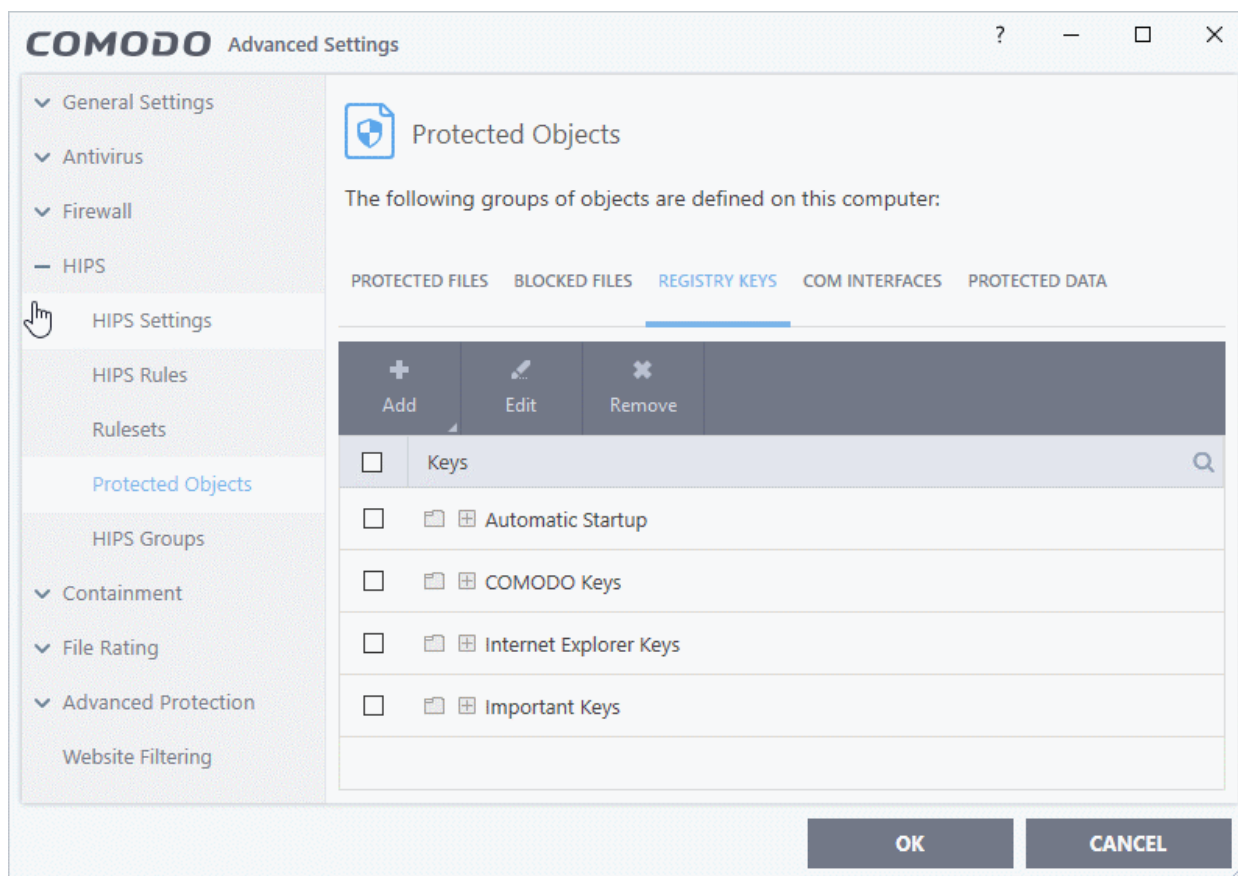 COMODO Advanced Settings ?
General Settings
Antivirus
Firewall
HIPS
HIPS Settings
HIPS Rules
Rulesets
Protected Objects
HIPS Groups
Containment
File Rating
Advanced Protection
Website Filtering
Protected Objects
The following groups of objects are defined on this computer:
PROTECTED FILES BLOCKED FILES REGISTRY KEYS COM INTERFACES PROTECTED DATA
Add Edit Remove
Keys
Automatic Startup
COMODO Keys
Internet Explorer Keys
Important Keys
OK CANCEL